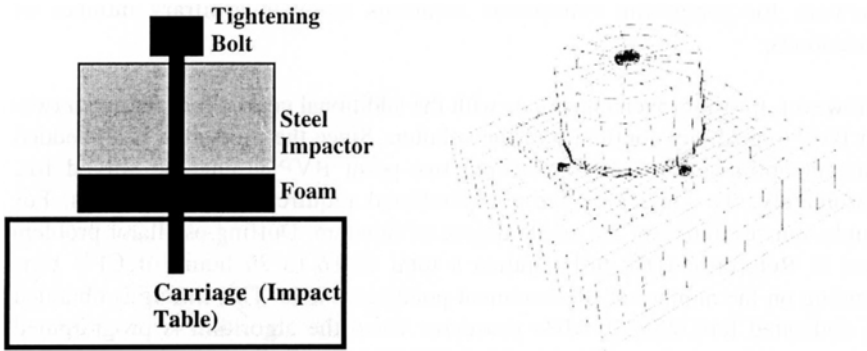 Tightening
Bolt
Steel
Impactor
Foam
Carriage (Impact
Table)